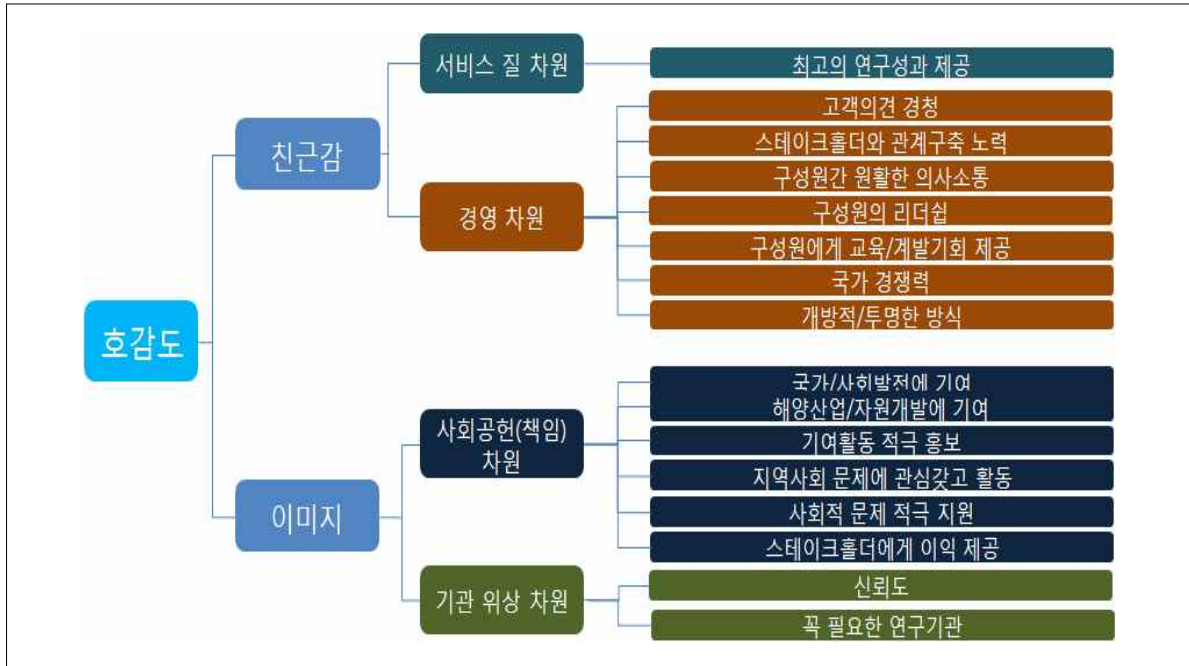 호감도
친근감
서비스 질 차원
최고의 연구성과 제공
경영 차원
고객의견 경청
스테이크홀더와 관계구축 노력
구성원간 원활한 의사소통
구성원의 리더쉽
구성원에게 교육/계발기회 제공
국가 경쟁력
개방적/투명한 방식
이미지
사회공헌(책임)
차원
국가/사회발전에 기여
해양산업/자원개발에 기여
기여활동 적극 홍보
지역사회 문제에 관심갖고 활동
사회적 문제 적극 지원
스테이크홀더에게 이익 제공
기관 위상 차원
신뢰도
꼭 필요한 연구기관